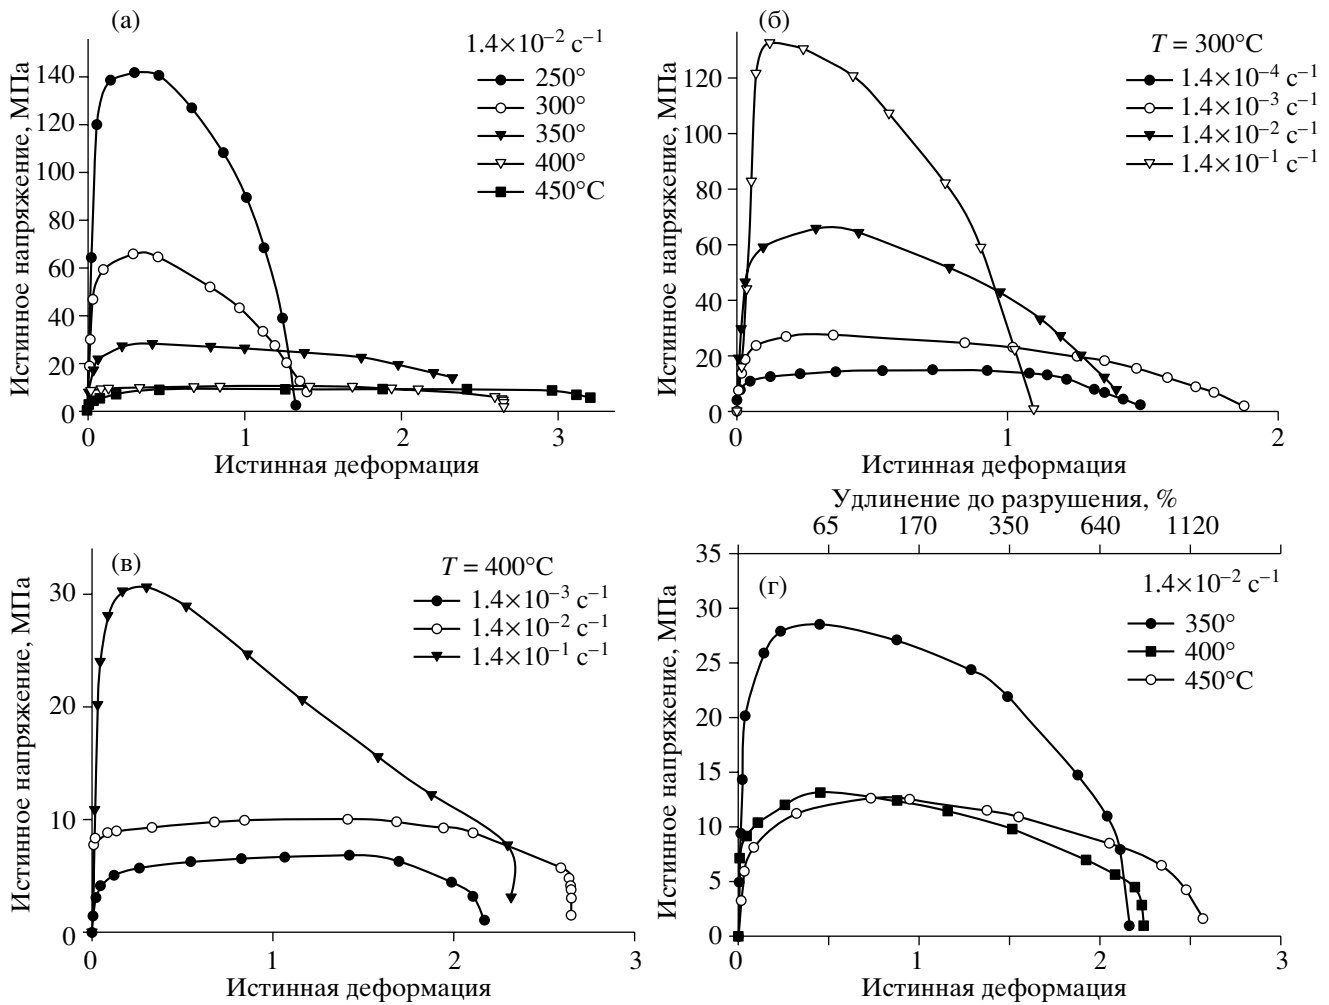 (а)
1.4×10⁻² с⁻¹
250°
300°
350°
400°
450°C
Истинное напряжение, МПа
140
120
100
80
60
40
20
0
0 1 2 3
Истинная деформация
(б)
T = 300°C
1.4×10⁻⁴ с⁻¹
1.4×10⁻³ с⁻¹
1.4×10⁻² с⁻¹
1.4×10⁻¹ с⁻¹
Истинное напряжение, МПа
120
100
80
60
40
20
0
0 1 2
Истинная деформация
(в)
T = 400°C
1.4×10⁻³ с⁻¹
1.4×10⁻² с⁻¹
1.4×10⁻¹ с⁻¹
Истинное напряжение, МПа
30
20
10
0
0 1 2 3
Истинная деформация
Удлинение до разрушения, %
65 170 350 640 1120
(г)
1.4×10⁻² с⁻¹
350°
400°
450°C
Истинное напряжение, МПа
35
30
25
20
15
10
5
0
0 1 2 3
Истинная деформация